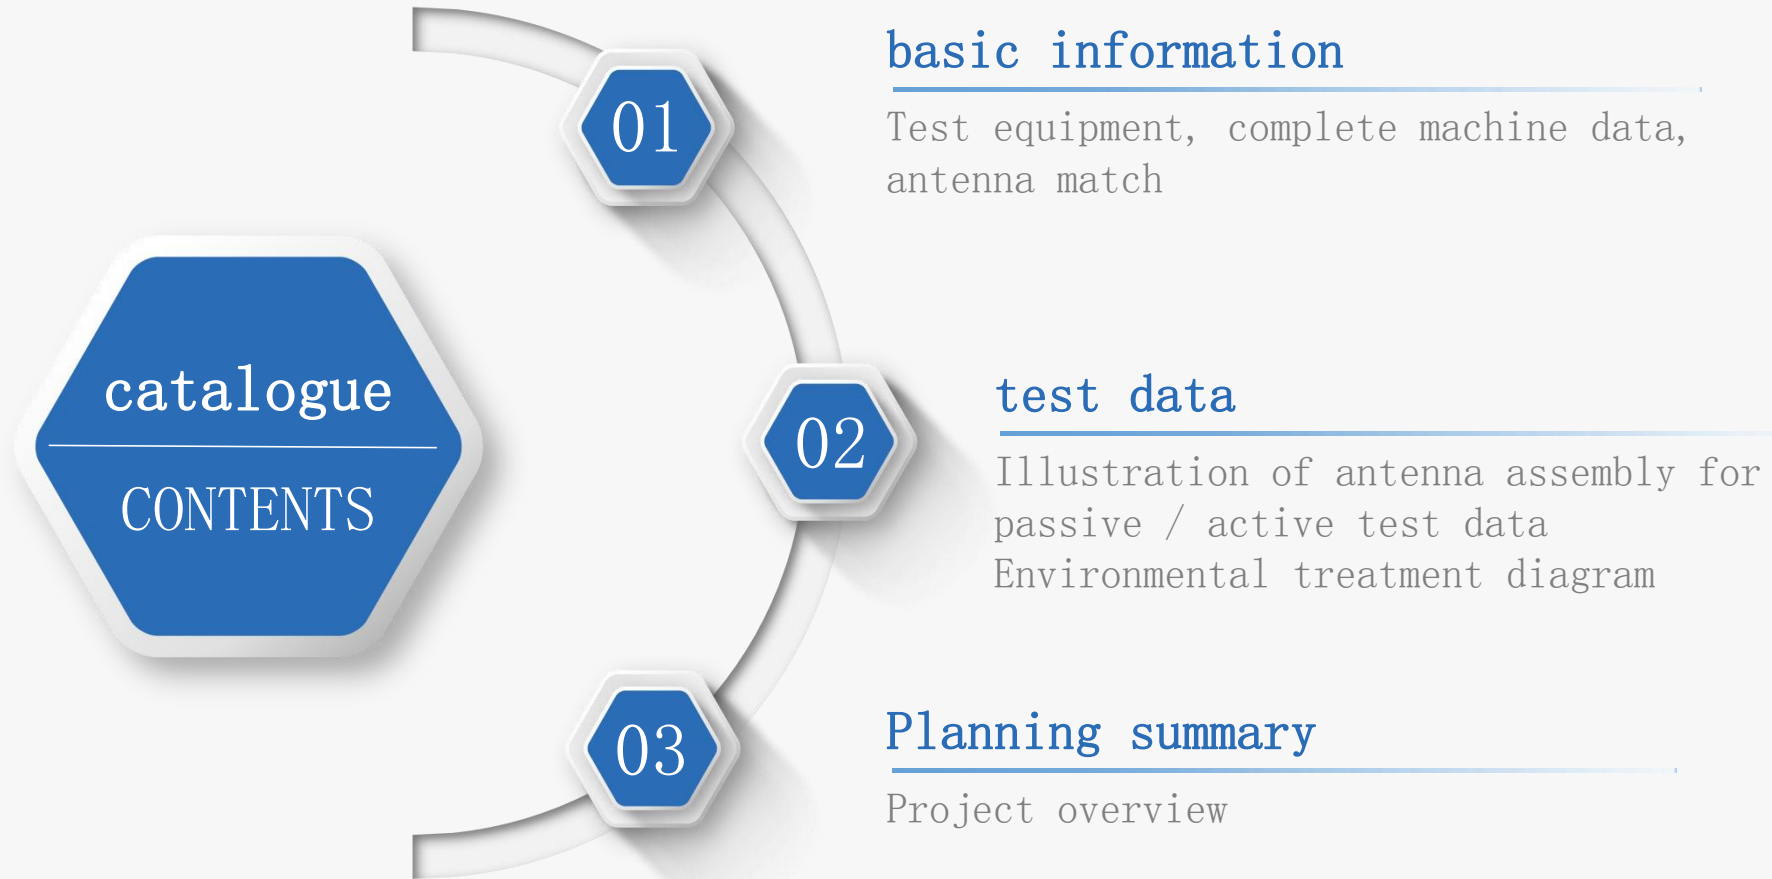 catalogue
CONTENTS
01
basic information
Test equipment, complete machine data,
antenna match
02
test data
Illustration of antenna assembly for
passive / active test data
Environmental treatment diagram
03
Planning summary
Project overview